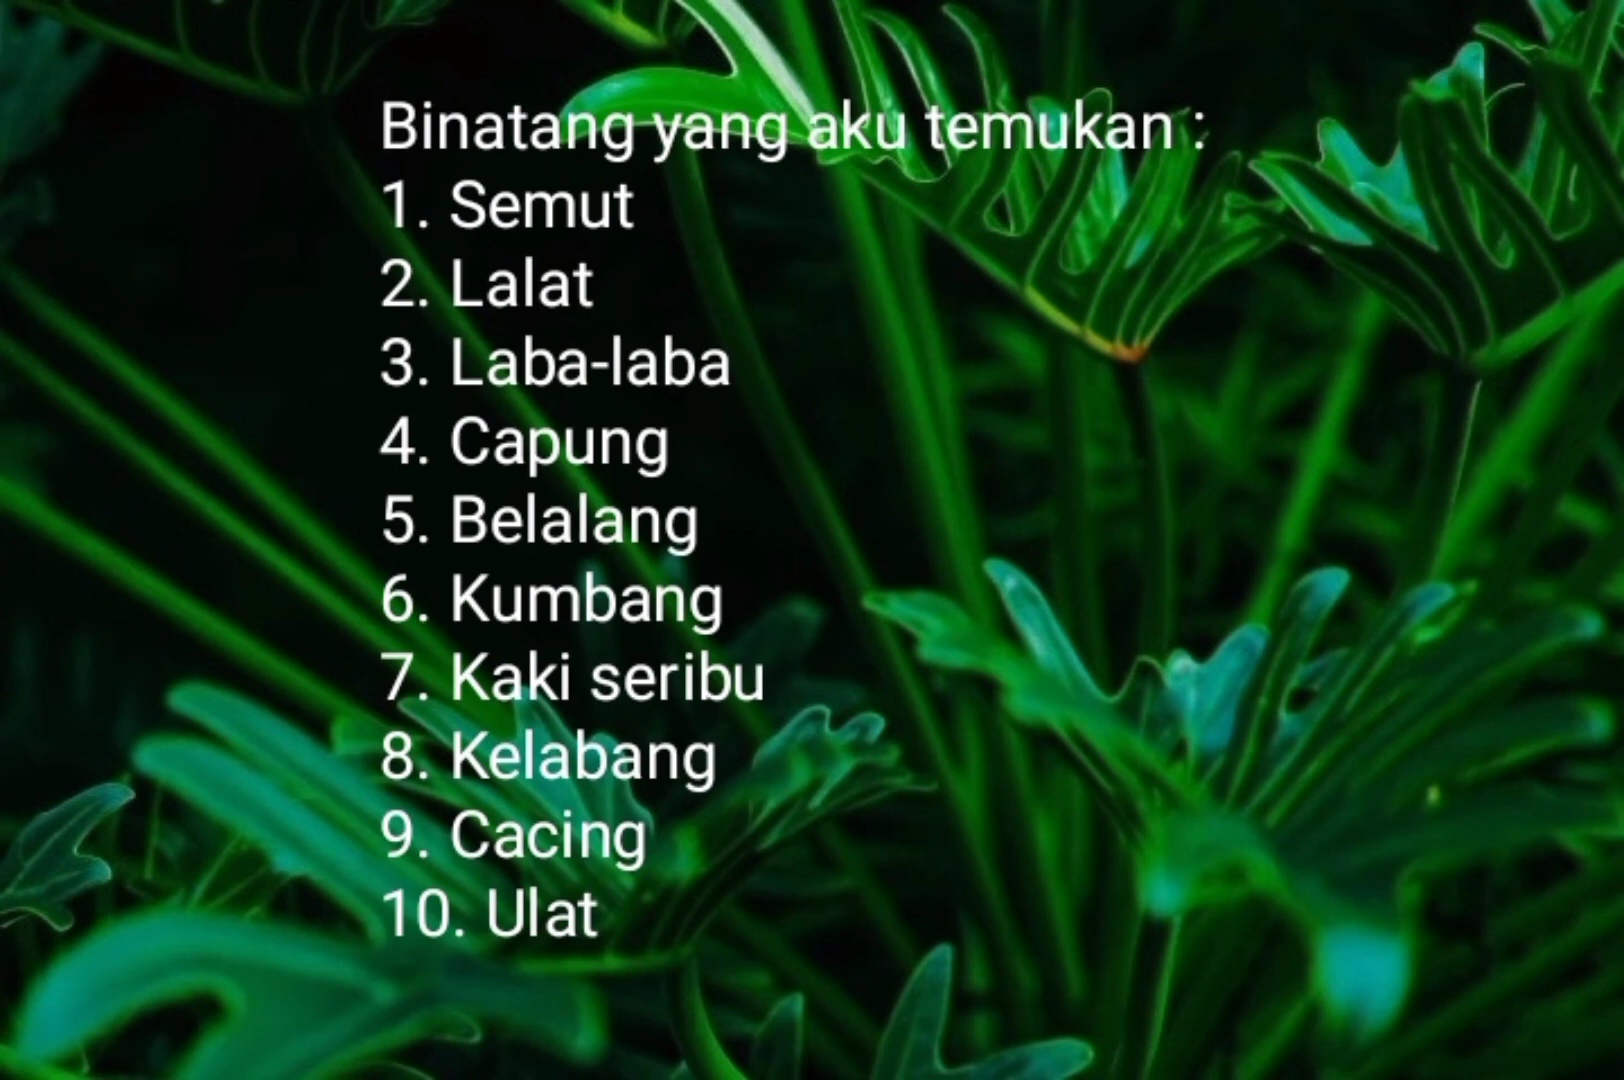 Binatang yang aku temukan :
1. Semut
2. Lalat
3. Laba-laba
4. Capung
5. Belalang
6. Kumbang
7. Kaki seribu
8. Kelabang
9. Cacing
10. Ulat